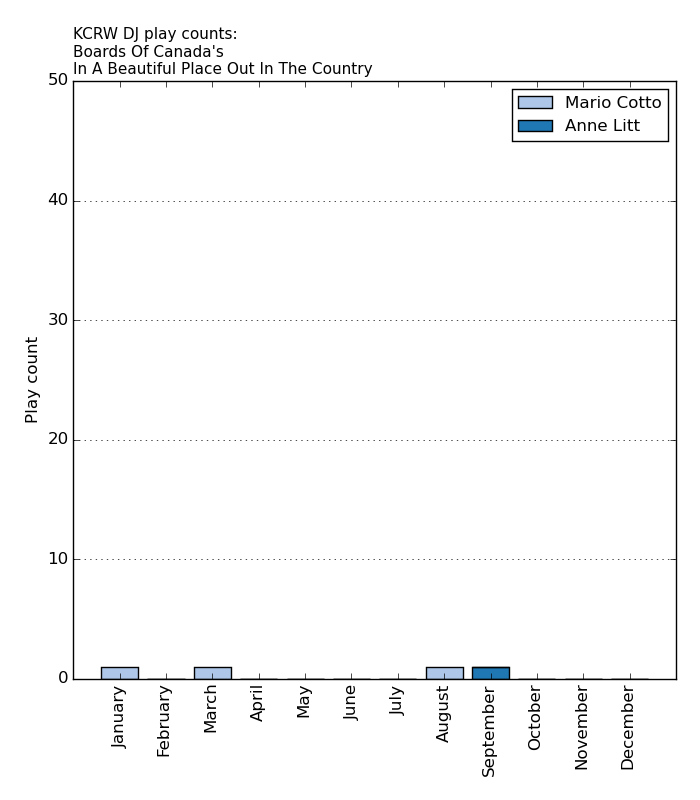 KCRW DJ play counts:
Boards Of Canada's
In A Beautiful Place Out In The Country
Mario Cotto
Anne Litt
50
40
30
20
10
0
Play count
January
February
March
April
May
June
July
August
September
October
November
December